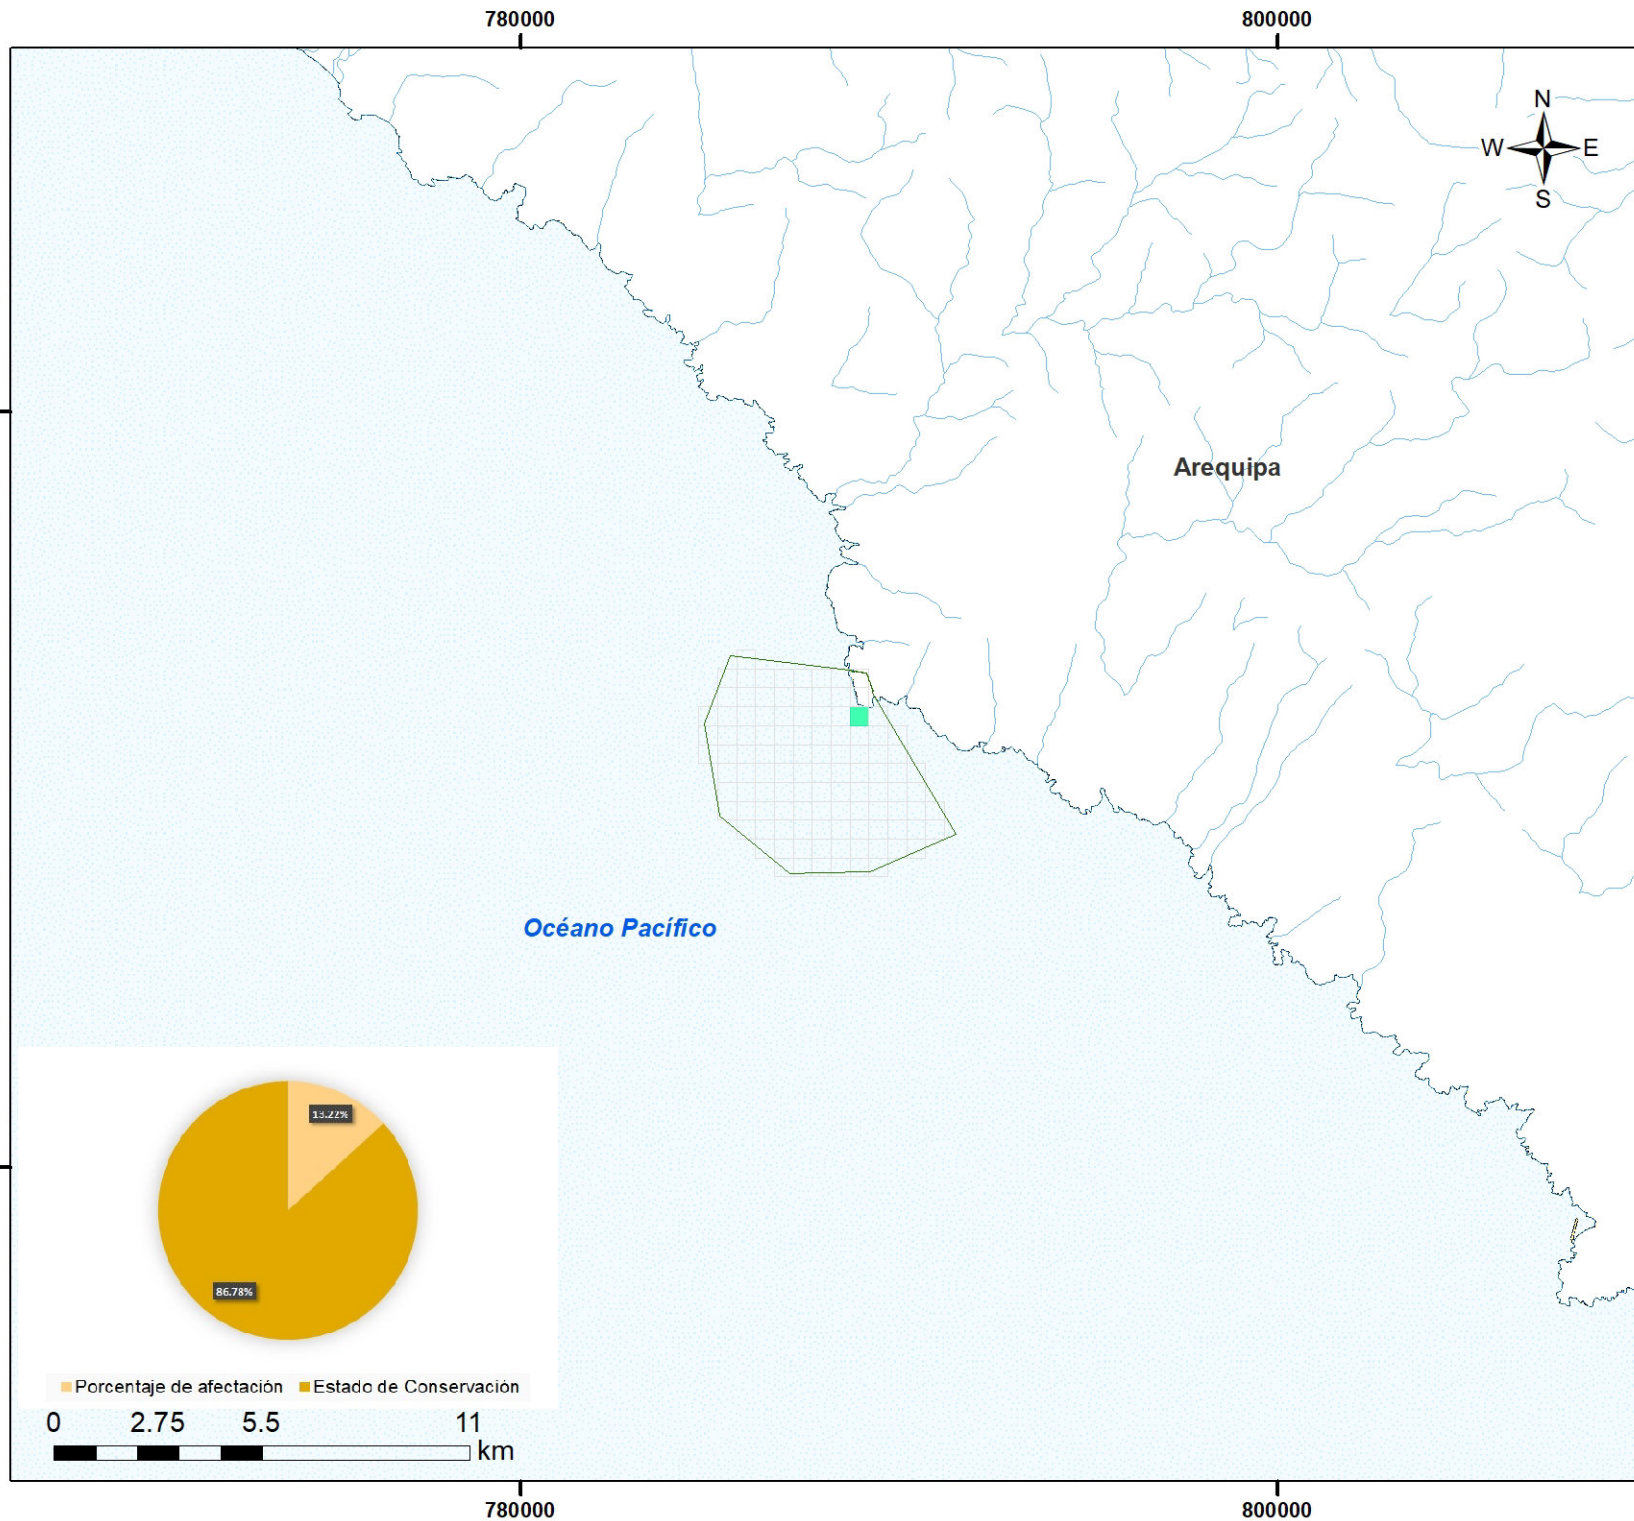 780000 800000
N
W E
S
Arequipa
Océano Pacífico
13.22%
86.78%
Porcentaje de afectación Estado de Conservación
0 2.75 5.5 11
km
780000 800000